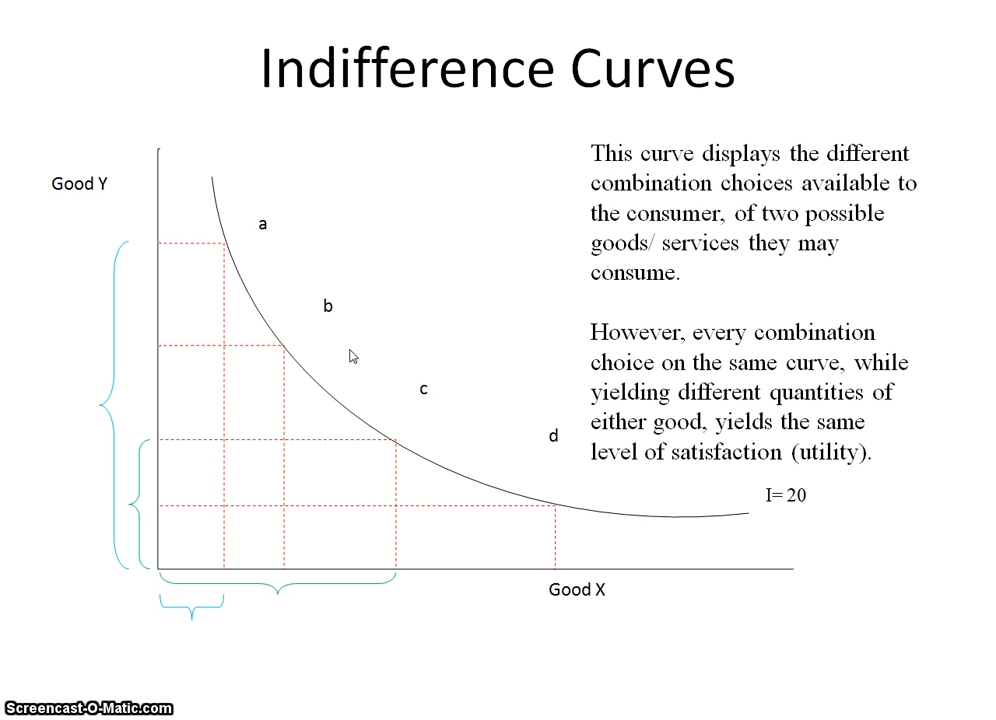 Indifference Curves
Good Y
a
b
c
d
This curve displays the different
combination choices available to
the consumer, of two possible
goods/ services they may
consume.
However, every combination
choice on the same curve, while
yielding different quantities of
either good, yields the same
level of satisfaction (utility).
I= 20
Good X
Screencast-O-Matic.com